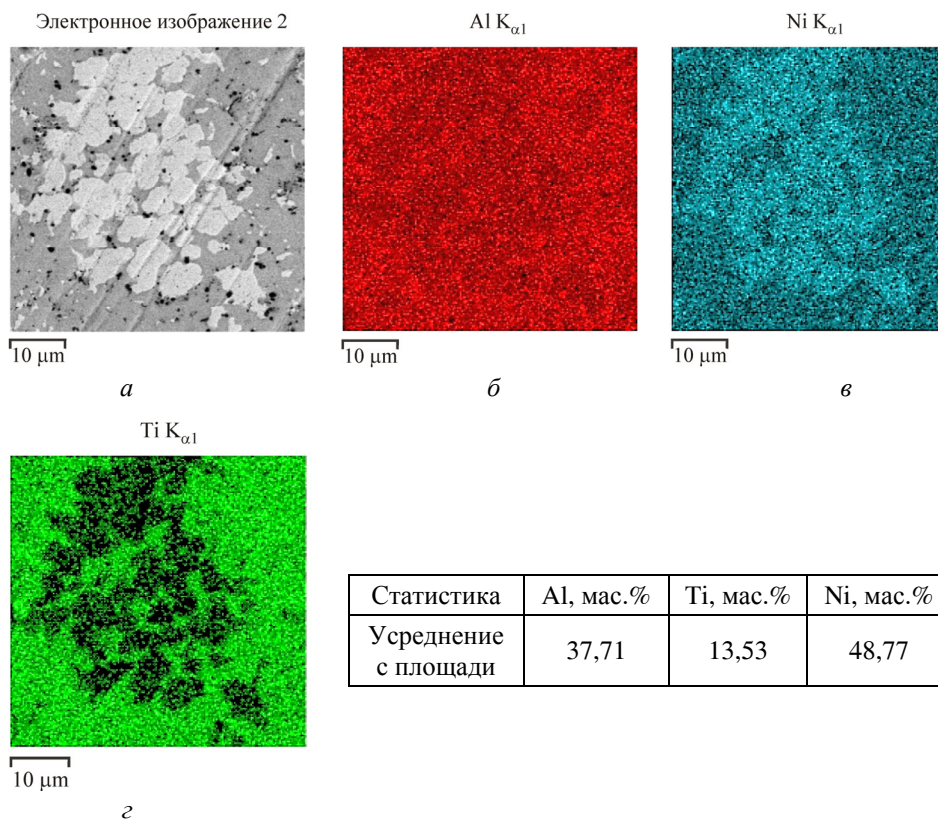 Электронное изображение 2
Al Kα1
Ni Kα1
10 μm
10 μm
10 μm
а
б
в
Ti Kα1
10 μm
г
Статистика Al, мас.% Ti, мас.% Ni, мас.%
Усреднение
с площади 37,71 13,53 48,77